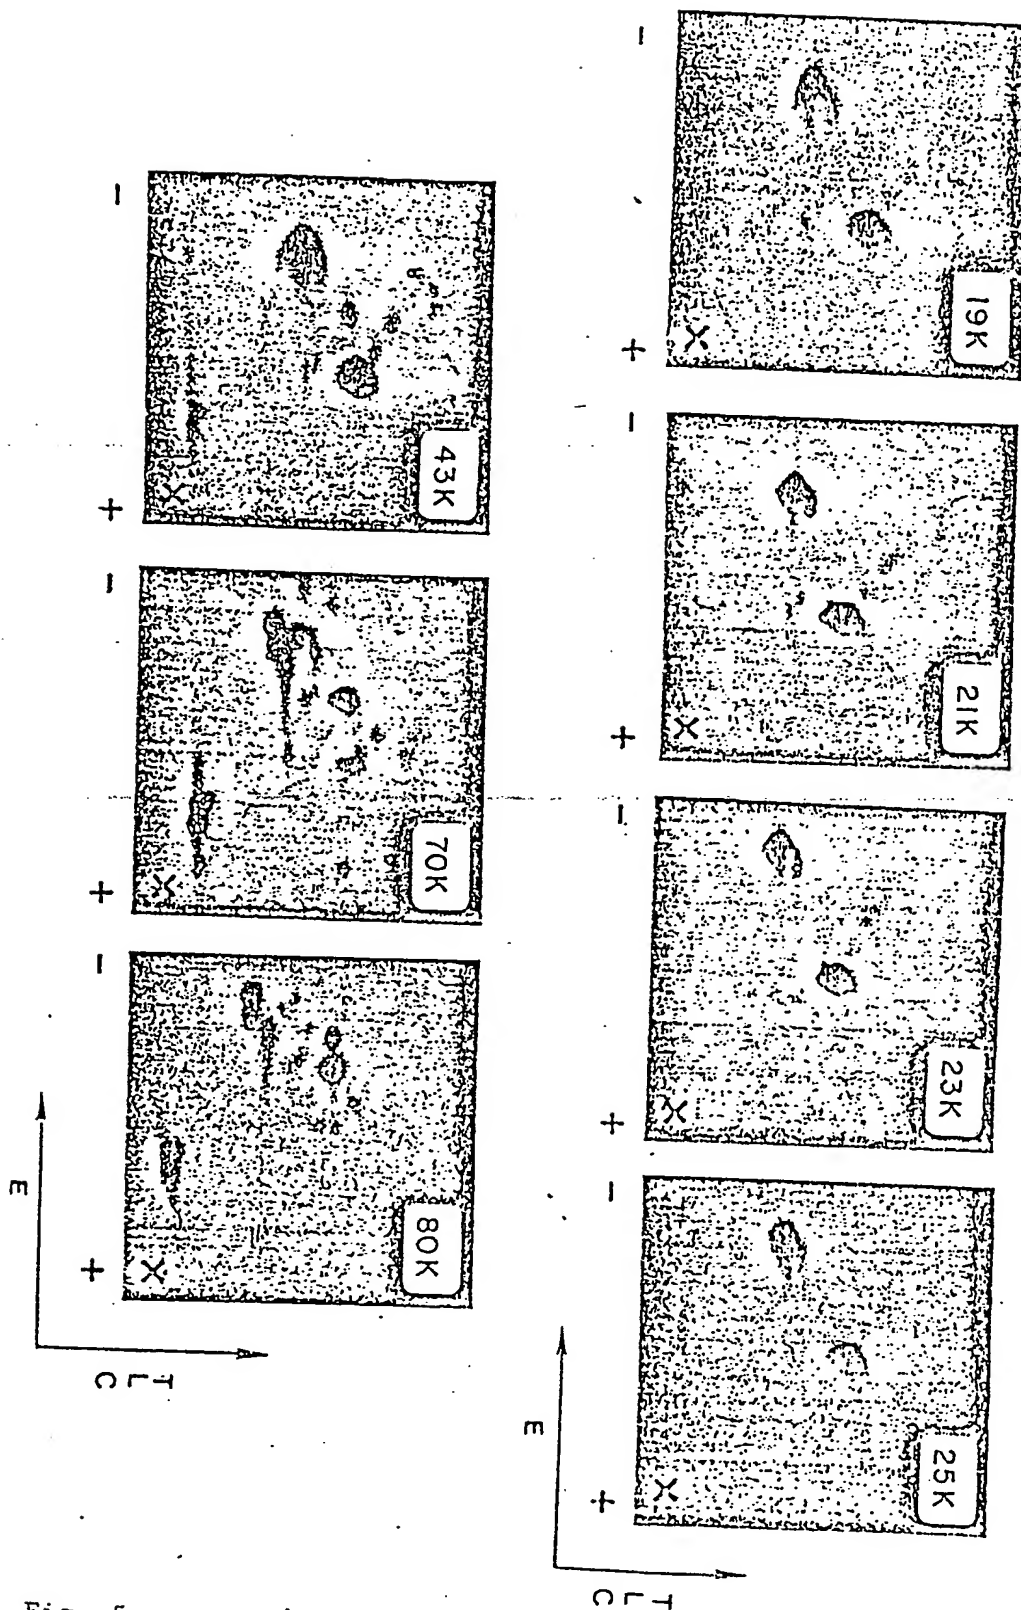 -
19K
X
+
-
21K
X
+
-
23K
X
+
-
25K
X
+
E
TLC
-
43K
X
+
-
70K
X
+
-
80K
X
+
E
TLC
Fig. 5